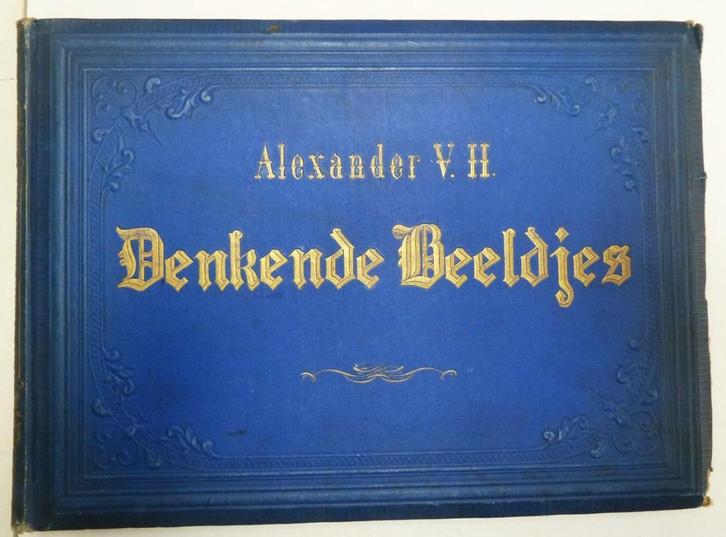 Alexander V. H.
Denkende Beeldjes